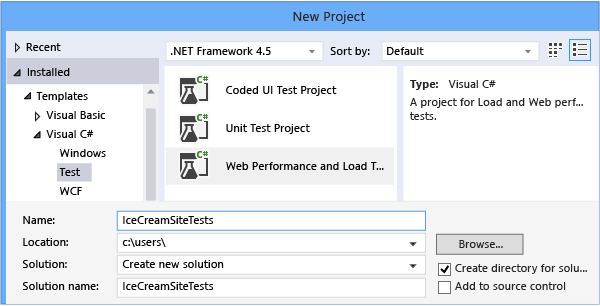 New Project
Recent
.NET Framework 4.5
Sort by:
Default
Installed
Templates
Visual Basic
Visual C#
Windows
Test
WCF
C#
Coded UI Test Project
C#
Unit Test Project
C#
Web Performance and Load T...
Type: Visual C#
A project for Load and Web perf...
tests.
Name:
IceCreamSiteTests
Location:
c:\users\
Browse...
Solution:
Create new solution
Create directory for solu...
Solution name:
IceCreamSiteTests
Add to source control